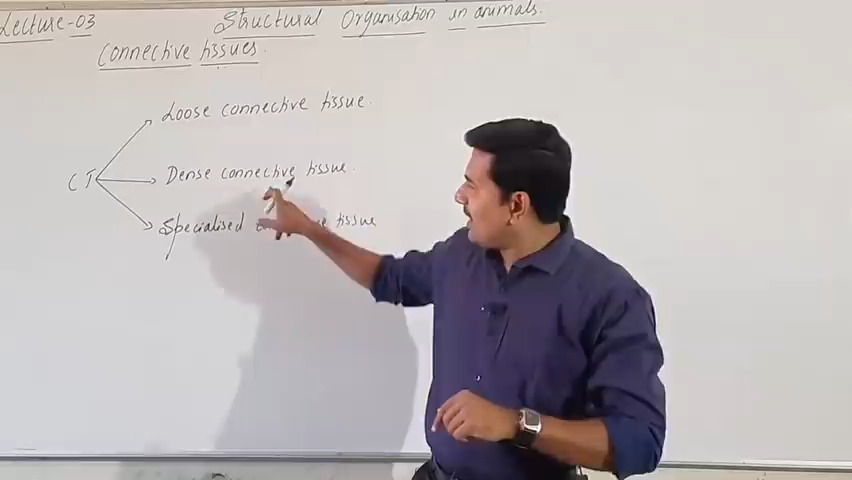 Lecture-03 Structural Organisation in animals.
Connective tissues.
Loose connective tissue.
CT Dense connective tissue.
Specialised tissue